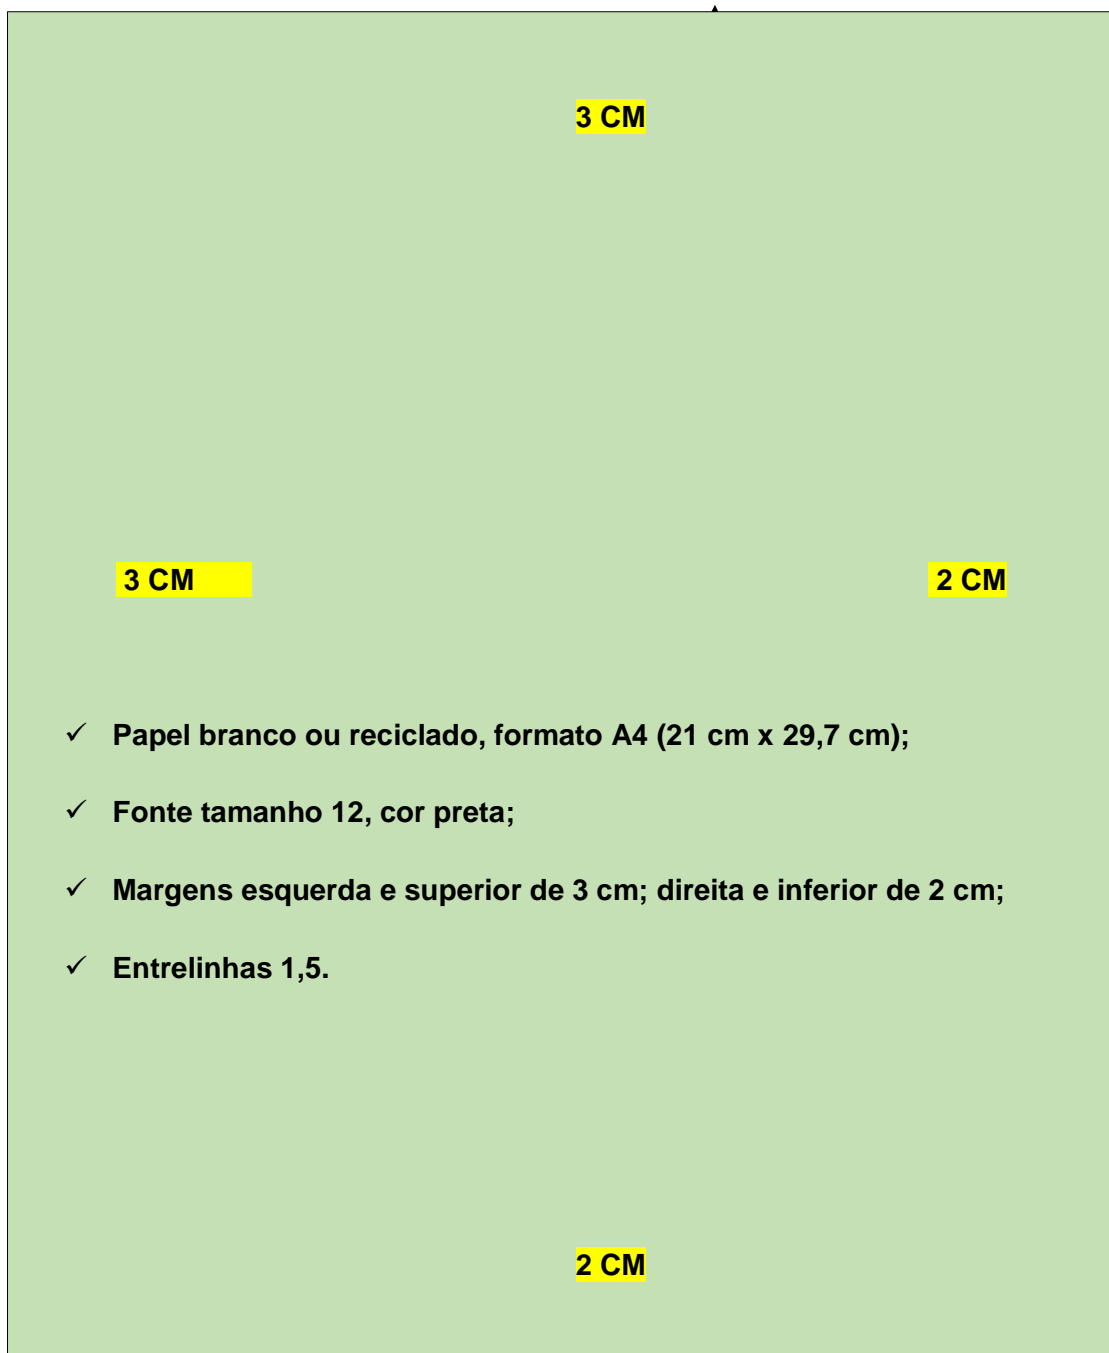 3 CM
3 CM 2 CM
✓ Papel branco ou reciclado, formato A4 (21 cm x 29,7 cm);
✓ Fonte tamanho 12, cor preta;
✓ Margens esquerda e superior de 3 cm; direita e inferior de 2 cm;
✓ Entrelinhas 1,5.
2 CM